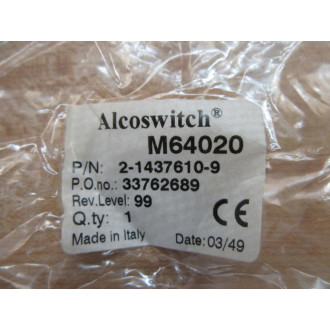 Alcoswitch®
M64020
P/N: 2-1437610-9
P.O.no.: 33762689
Rev.Level: 99
Q.ty: 1
CE
Made in Italy Date: 03/49